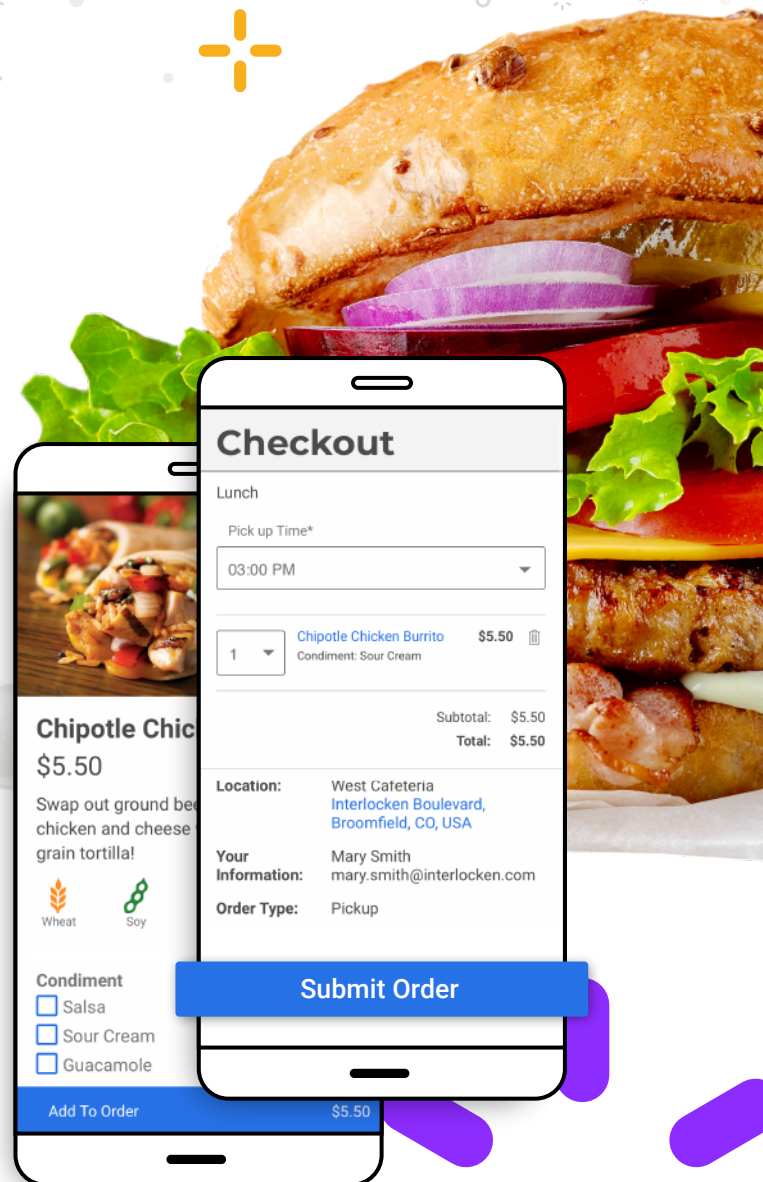 Checkout
Lunch
Pick up Time*
03:00 PM
1
Chipotle Chicken Burrito $5.50
Condiment: Sour Cream
Subtotal: $5.50
Total: $5.50
Location: West Cafeteria
Interlocken Boulevard,
Broomfield, CO, USA
Your Mary Smith
Information: mary.smith@interlocken.com
Order Type: Pickup
Submit Order
Chipotle Chic
$5.50
Swap out ground
chicken and cheese
grain tortilla!
Wheat Soy
Condiment
Salsa
Sour Cream
Guacamole
Add To Order $5.50